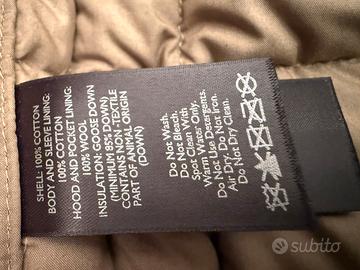 SHELL: 100% COTTON
BODY AND SLEEVE LINING:
100% COTTON
HOOD AND POCKET LINING:
100% WOOL
INSULATION: GOOSE DOWN
(MINIMUM 85% DOWN)
CONTAINS NON-TEXTILE
PART OF ANIMAL ORIGIN
(DOWN)
Do Not Wash.
Do Not Bleach.
Spot Clean With
Warm Water Only.
Do Not Use Detergents.
Do Not Iron.
Do Not Dry Clean.
Air Dry.
subito